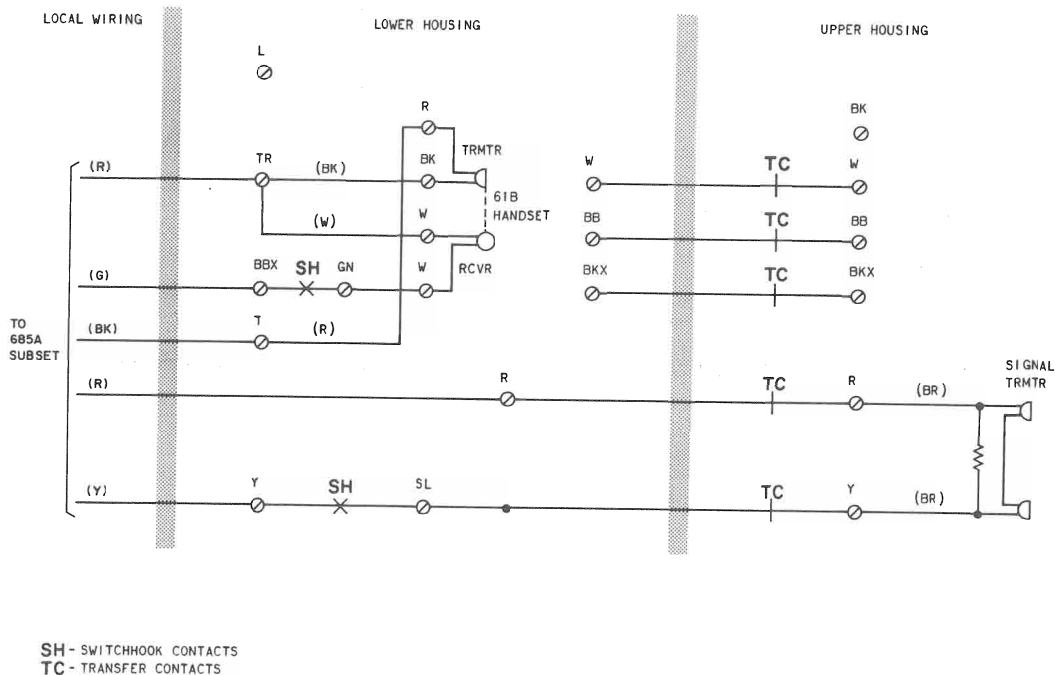 LOCAL WIRING
LOWER HOUSING
UPPER HOUSING
L
R
BK
TRMTR
(R)
TR
(BK)
BK
W
TC
W
61B
HANDSET
(W)
W
BB
TC
BB
(G)
BBX
SH
GN
W
RCVR
BKX
TC
BKX
TO
685A
SUBSET
(BK)
T
(R)
SIGNAL
TRMTR
(R)
R
TC
R
(BR)
(Y)
Y
SH
SL
TC
Y
(BR)
SH - SWITCHHOOK CONTACTS
TC - TRANSFER CONTACTS